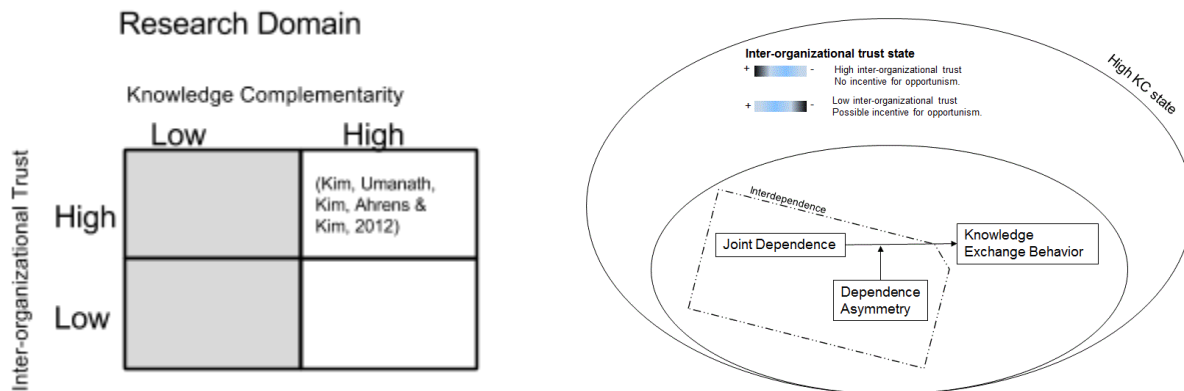 Research Domain
Knowledge Complementarity
Low
High
Inter-organizational Trust
High
(Kim, Umanath,
Kim, Ahrens &
Kim, 2012)
Low
Inter-organizational trust state
+ - High inter-organizational trust
No incentive for opportunism.
+ - Low inter-organizational trust
Possible incentive for opportunism.
High KC state
Interdependence
Joint Dependence
Knowledge
Exchange Behavior
Dependence
Asymmetry